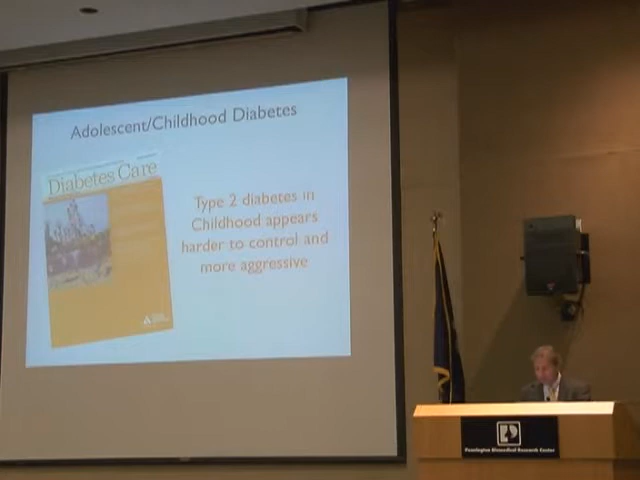 Adolescent/Childhood Diabetes
Diabetes Care
Type 2 diabetes in
Childhood appears
harder to control and
more aggressive
Pennington Biomedical Research Center